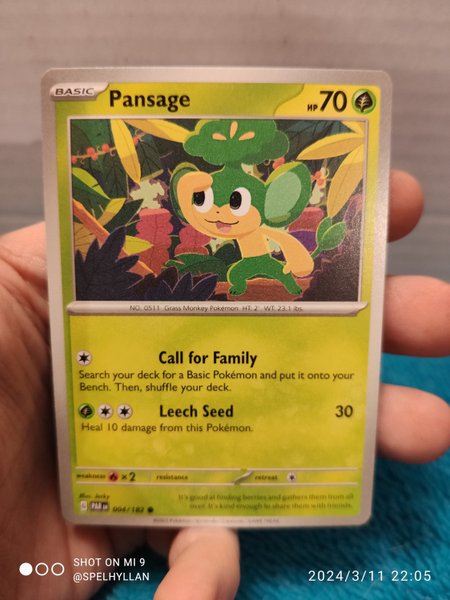 BASIC Pansage HP 70
NO. 0511 Grass Monkey Pokémon HT: 2' WT: 23.1 lbs.
Call for Family
Search your deck for a Basic Pokémon and put it onto your
Bench. Then, shuffle your deck.
Leech Seed 30
Heal 10 damage from this Pokémon.
weakness ×2 resistance retreat
Illus. Jerky
PAR EN 004/182
It's good at finding berries and gathers them from all
over. It's kind enough to share them with friends.
SHOT ON MI 9
@SPELHYLLAN
2024/3/11 22:05